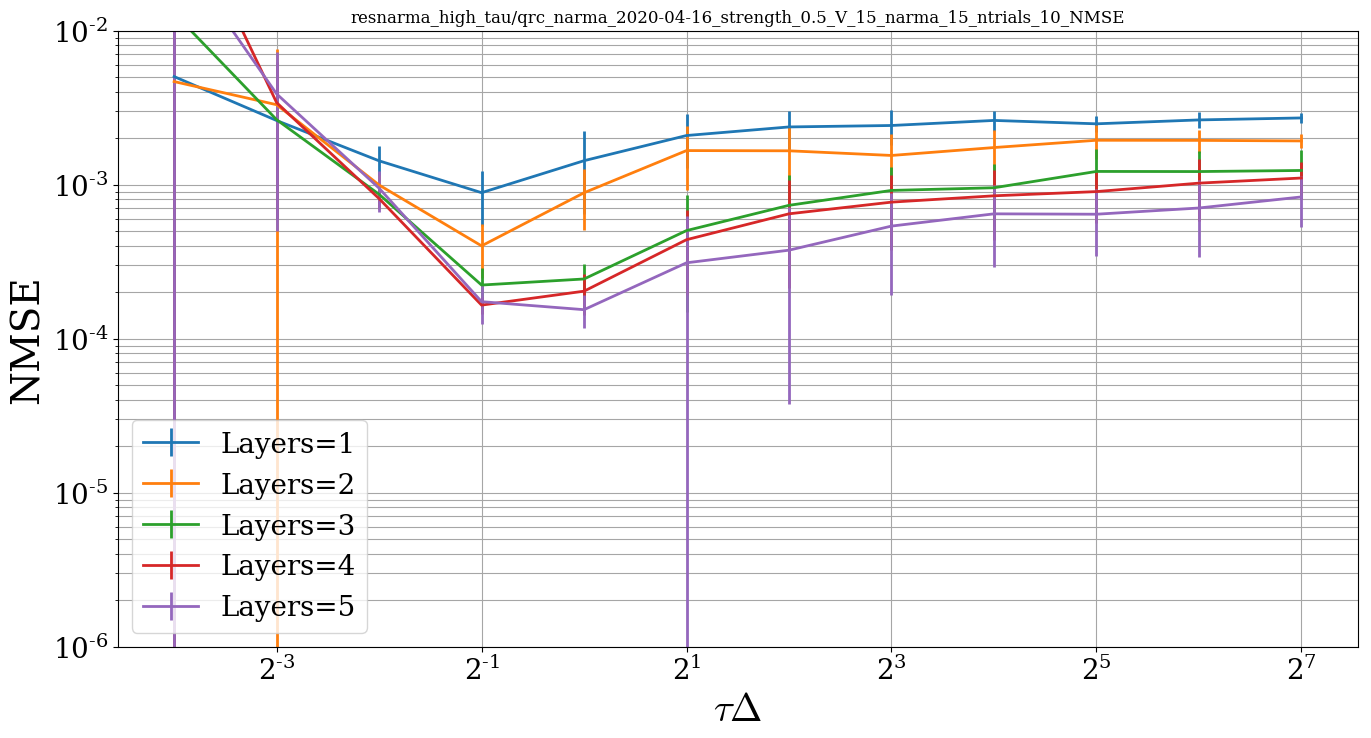 resnarma_high_tau/qrc_narma_2020-04-16_strength_0.5_V_15_narma_15_ntrials_10_NMSE
NMSE
10^-2
10^-3
10^-4
10^-5
10^-6
Layers=1
Layers=2
Layers=3
Layers=4
Layers=5
2^-3 2^-1 2^1 2^3 2^5 2^7
τΔ